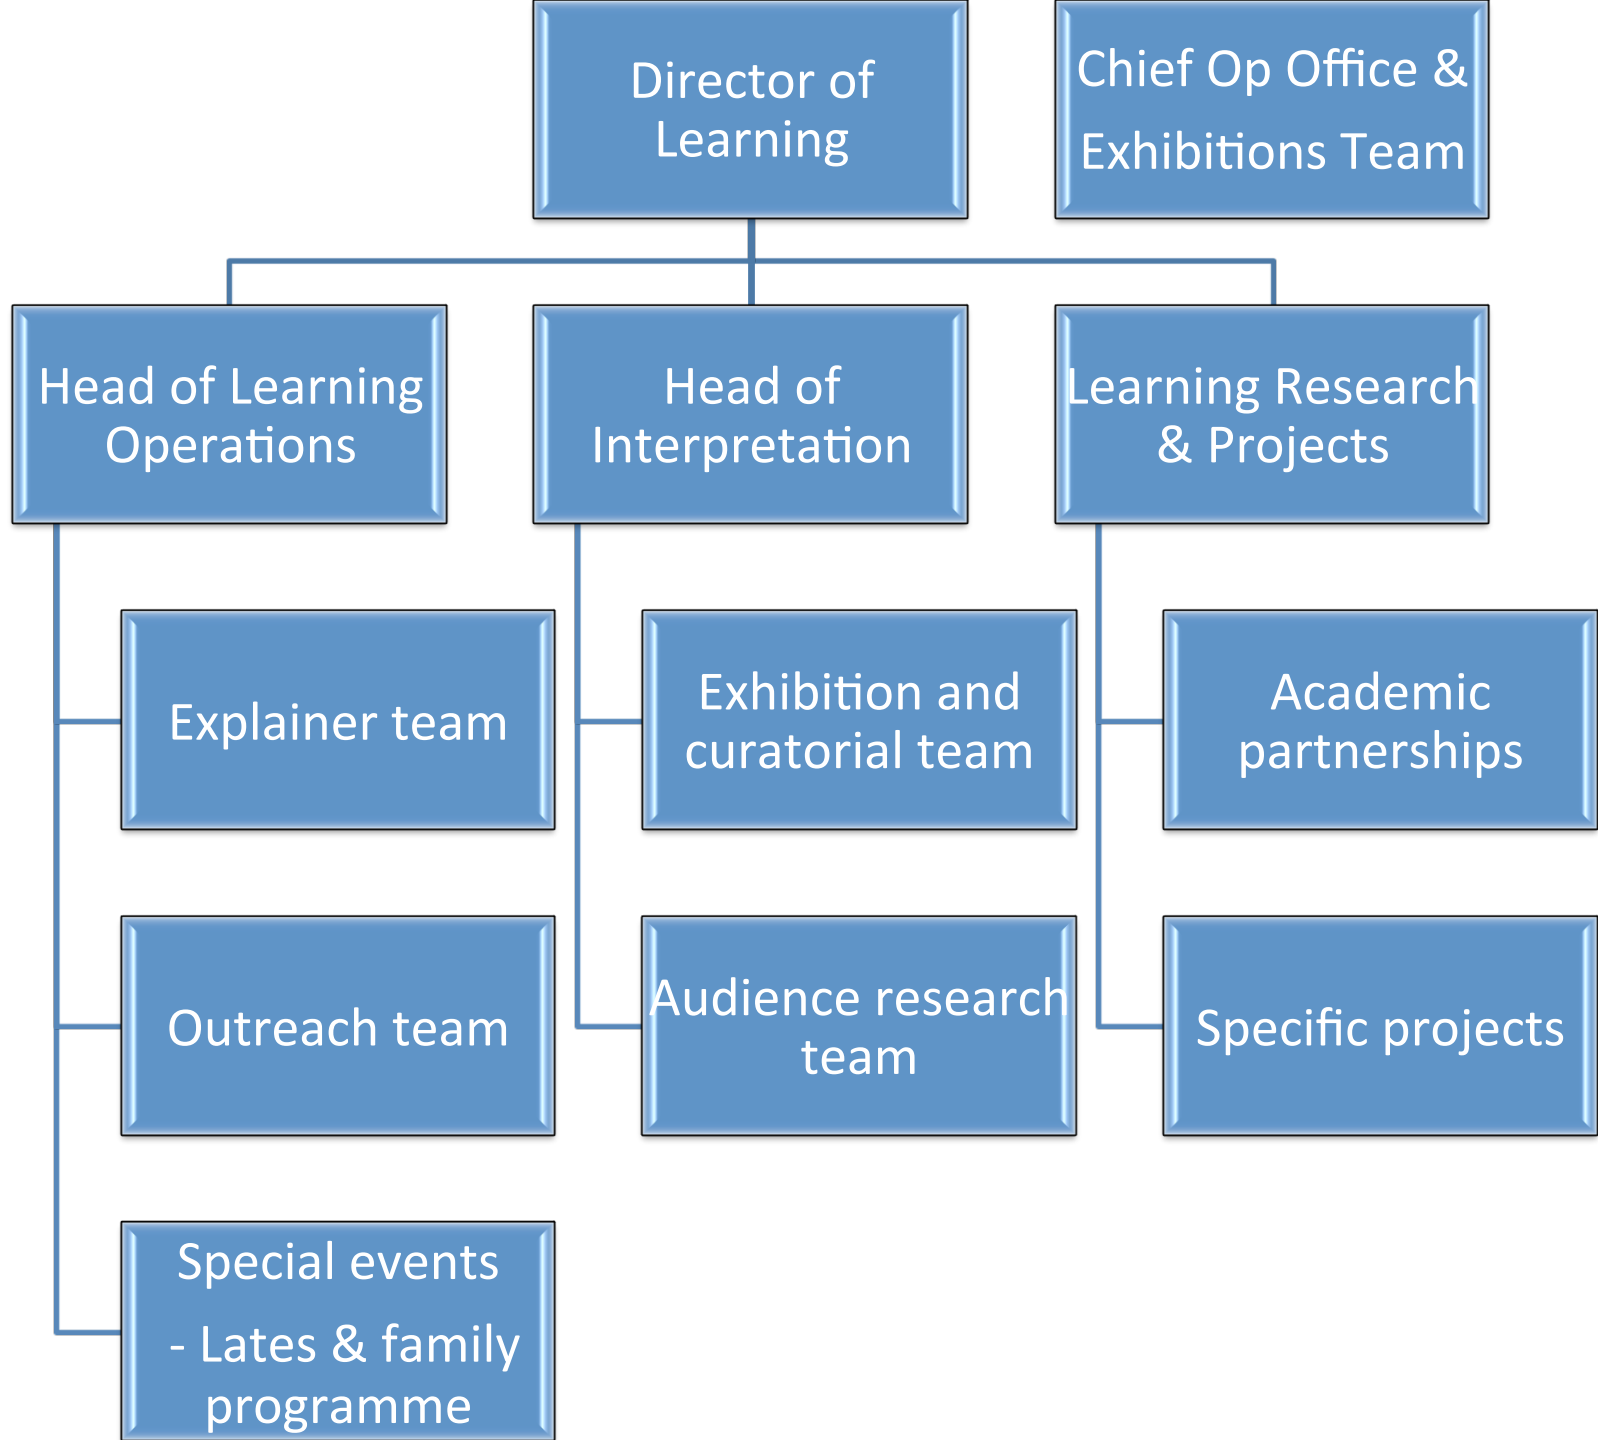 Director of
Learning
Chief Op Office &
Exhibitions Team
Head of Learning
Operations
Head of
Interpretation
Learning Research
& Projects
Explainer team
Exhibition and
curatorial team
Academic
partnerships
Outreach team
Audience research
team
Specific projects
Special events
- Lates & family
programme